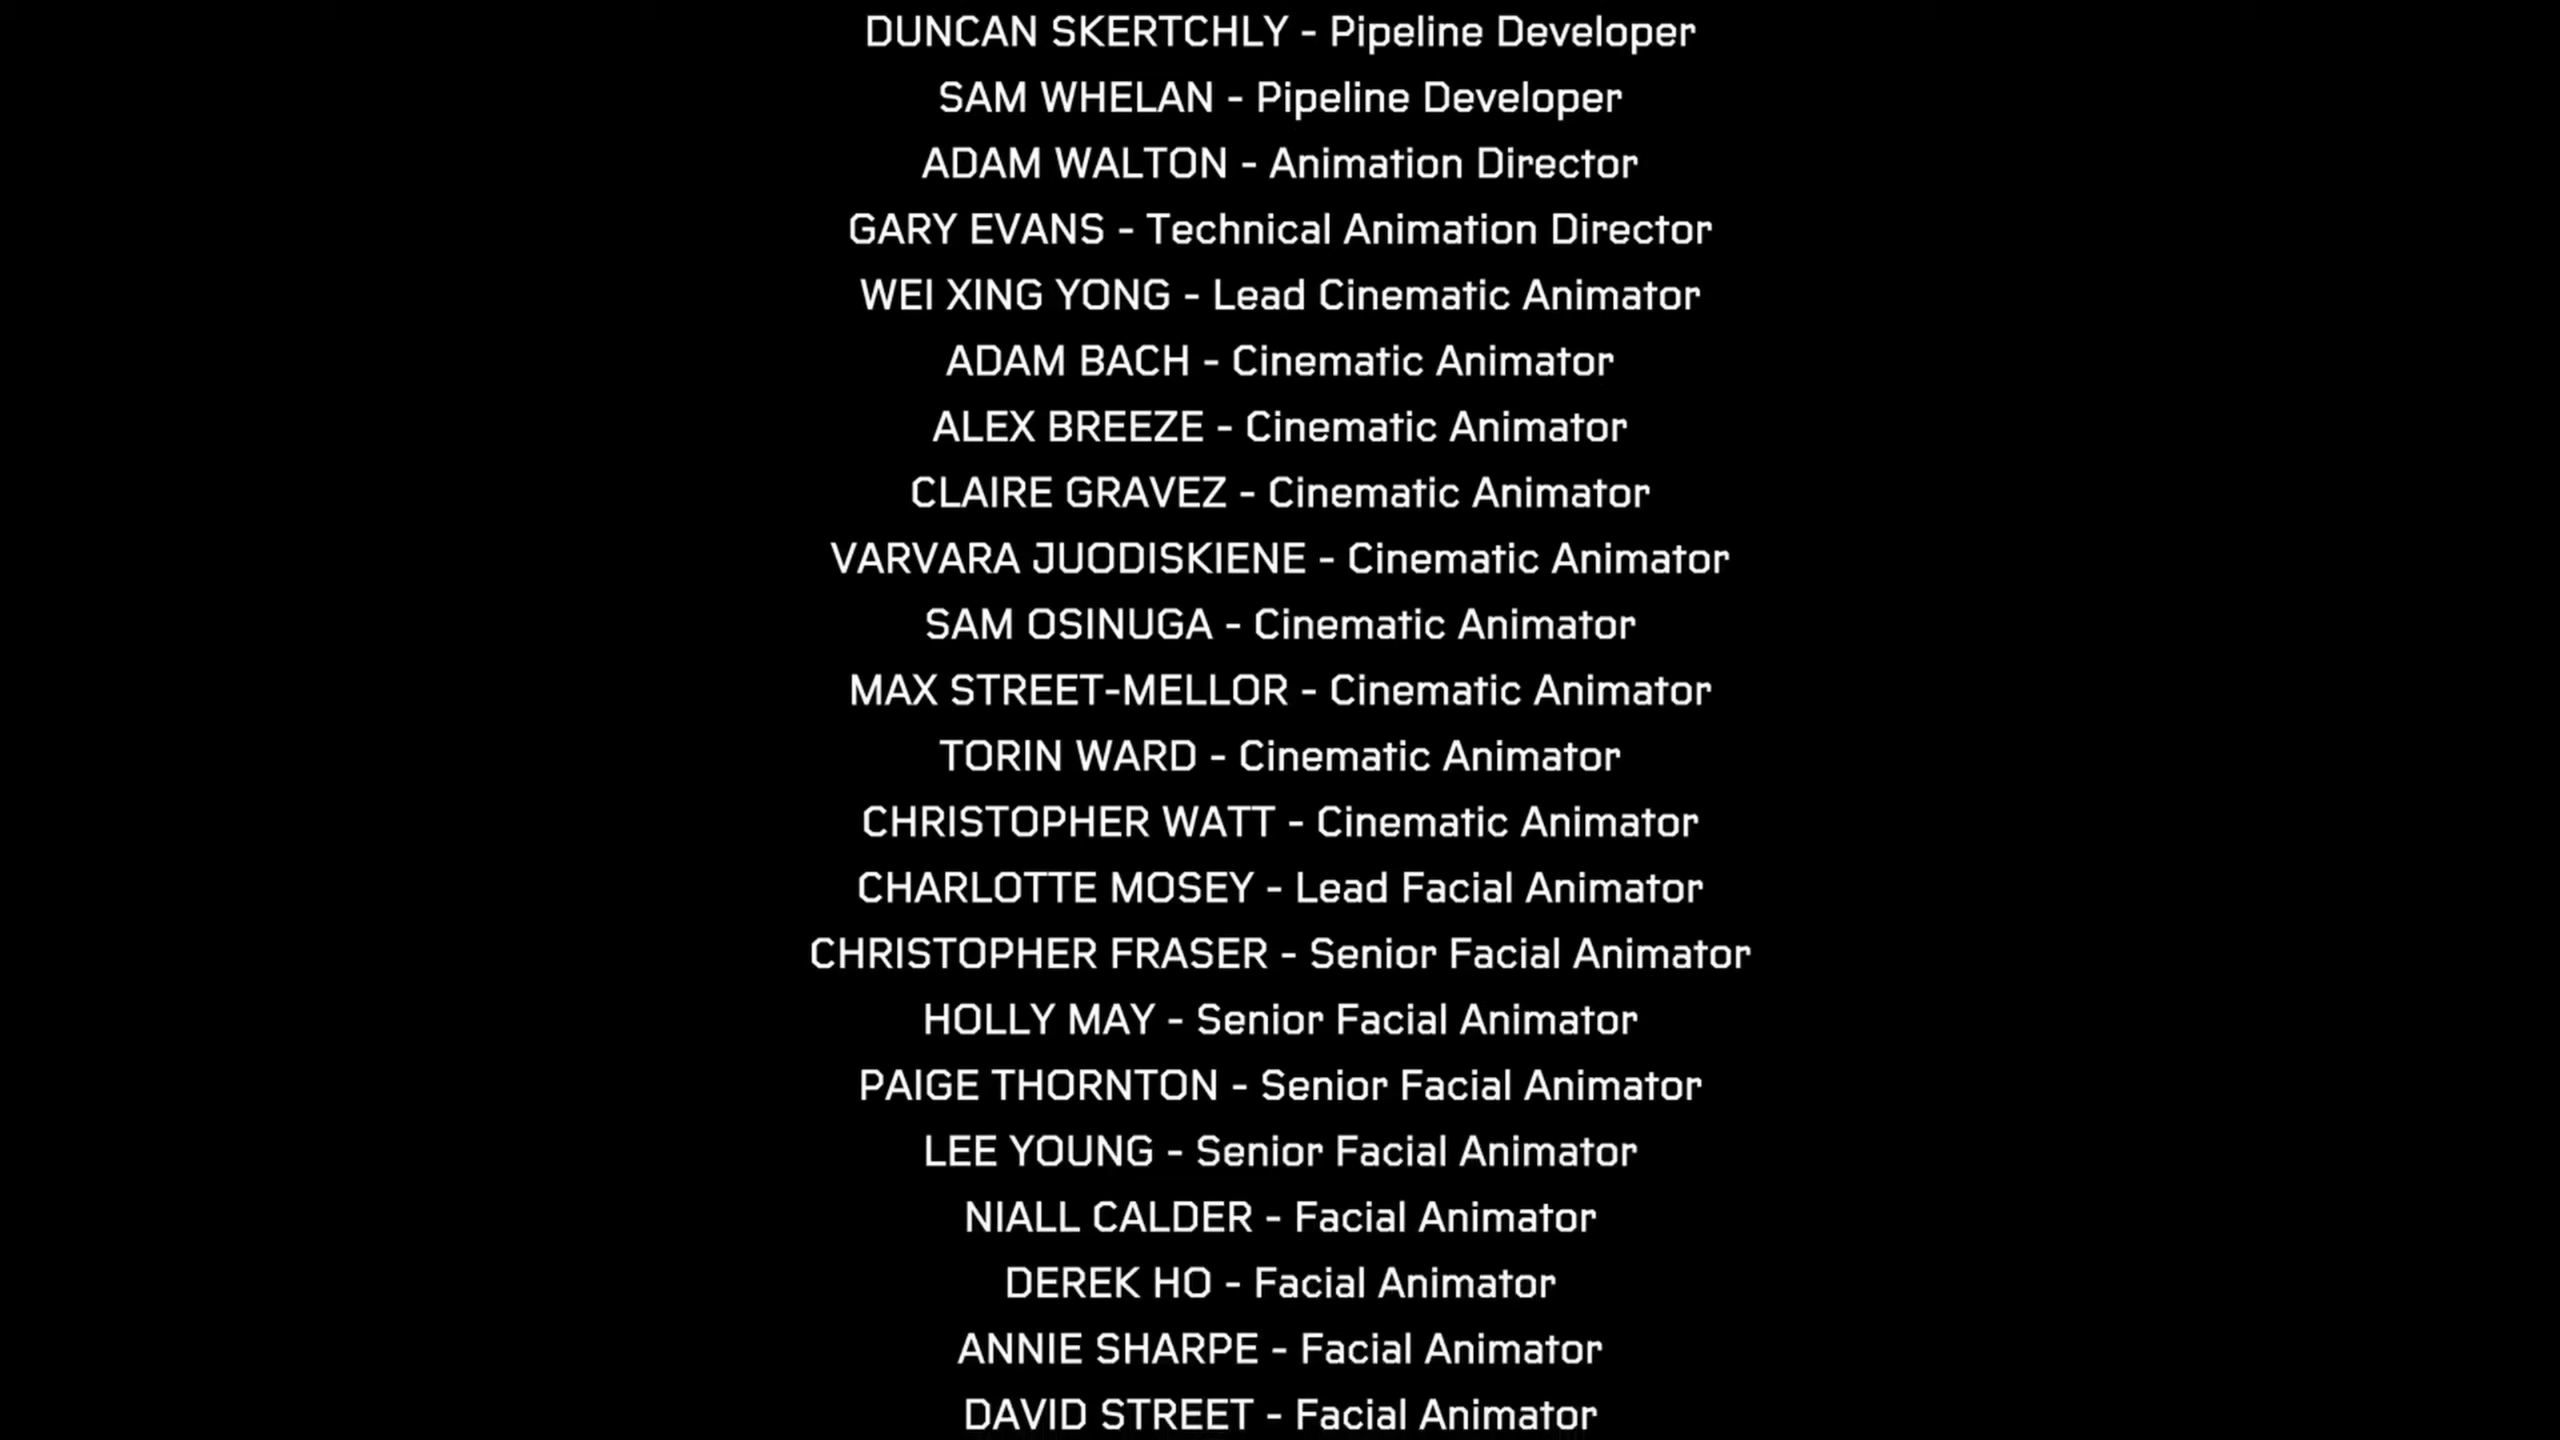 DUNCAN SKERTCHLY - Pipeline Developer
SAM WHELAN - Pipeline Developer
ADAM WALTON - Animation Director
GARY EVANS - Technical Animation Director
WEI XING YONG - Lead Cinematic Animator
ADAM BACH - Cinematic Animator
ALEX BREEZE - Cinematic Animator
CLAIRE GRAVEZ - Cinematic Animator
VARVARA JUODISKIENE - Cinematic Animator
SAM OSINUGA - Cinematic Animator
MAX STREET-MELLOR - Cinematic Animator
TORIN WARD - Cinematic Animator
CHRISTOPHER WATT - Cinematic Animator
CHARLOTTE MOSEY - Lead Facial Animator
CHRISTOPHER FRASER - Senior Facial Animator
HOLLY MAY - Senior Facial Animator
PAIGE THORNTON - Senior Facial Animator
LEE YOUNG - Senior Facial Animator
NIALL CALDER - Facial Animator
DEREK HO - Facial Animator
ANNIE SHARPE - Facial Animator
DAVID STREET - Facial Animator